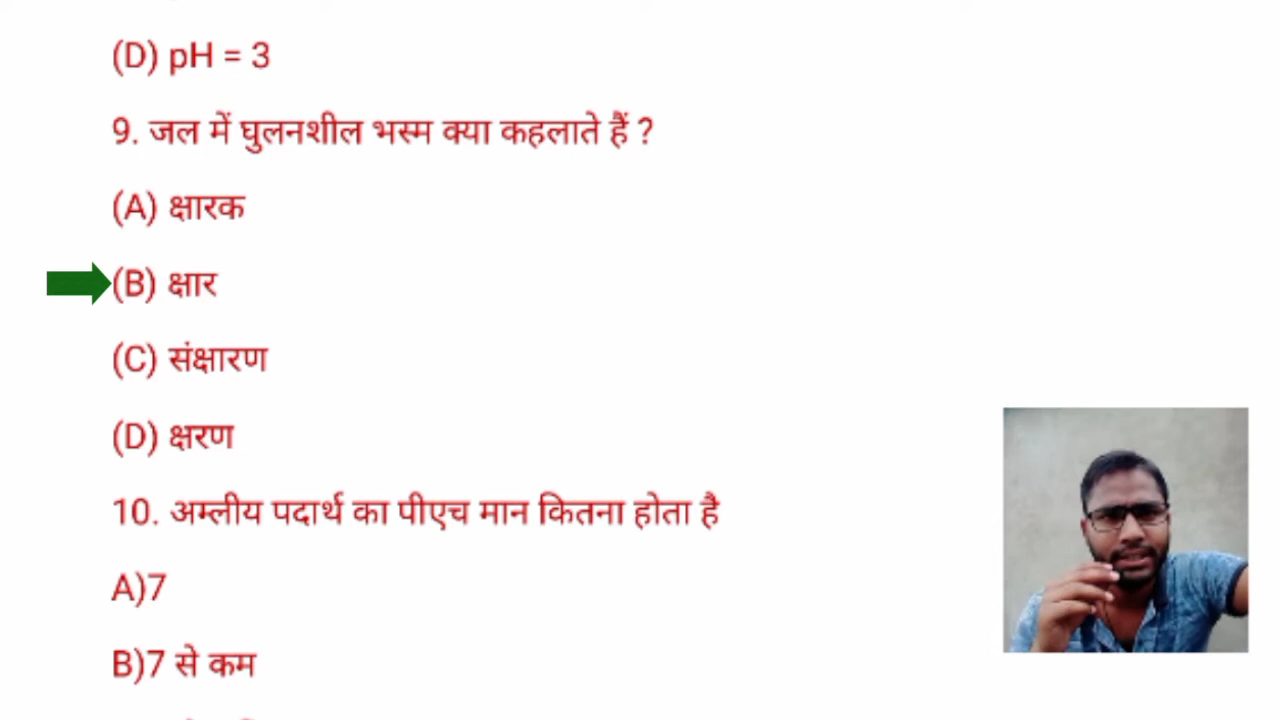 (D) pH = 3
9. जल में घुलनशील भस्म क्या कहलाते हैं ?
(A) क्षारक
(B) क्षार
(C) संक्षारण
(D) क्षरण
10. अम्लीय पदार्थ का पीएच मान कितना होता है
A)7
B)7 से कम